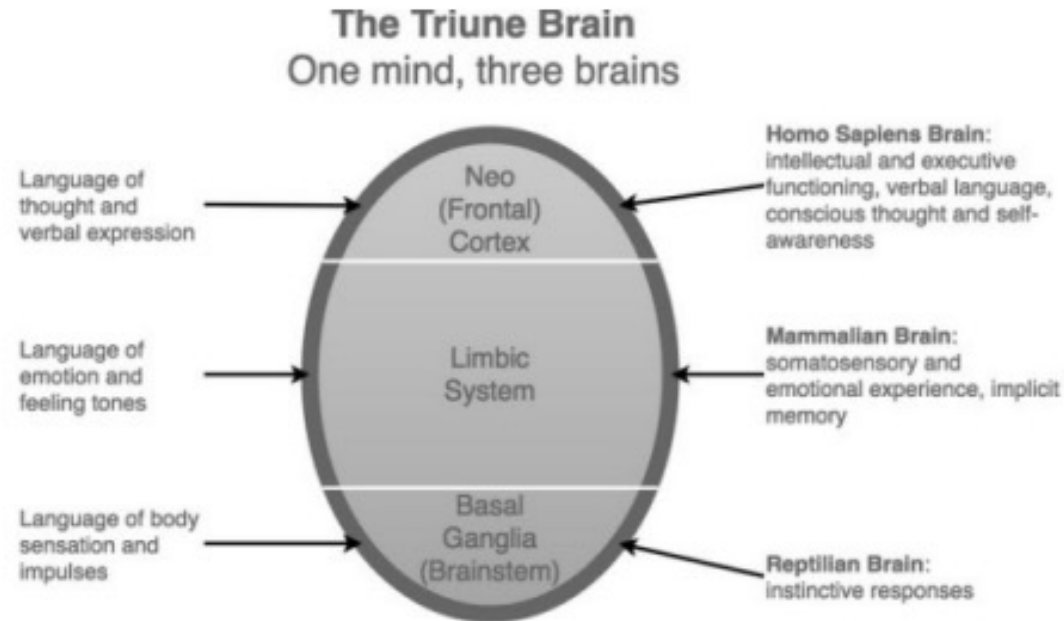 The Triune Brain
One mind, three brains
Language of
thought and
verbal expression
Neo
(Frontal)
Cortex
Homo Sapiens Brain:
intellectual and executive
functioning, verbal language,
conscious thought and self-
awareness
Language of
emotion and
feeling tones
Limbic
System
Mammalian Brain:
somatosensory and
emotional experience, implicit
memory
Language of body
sensation and
impulses
Basal
Ganglia
(Brainstem)
Reptilian Brain:
instinctive responses